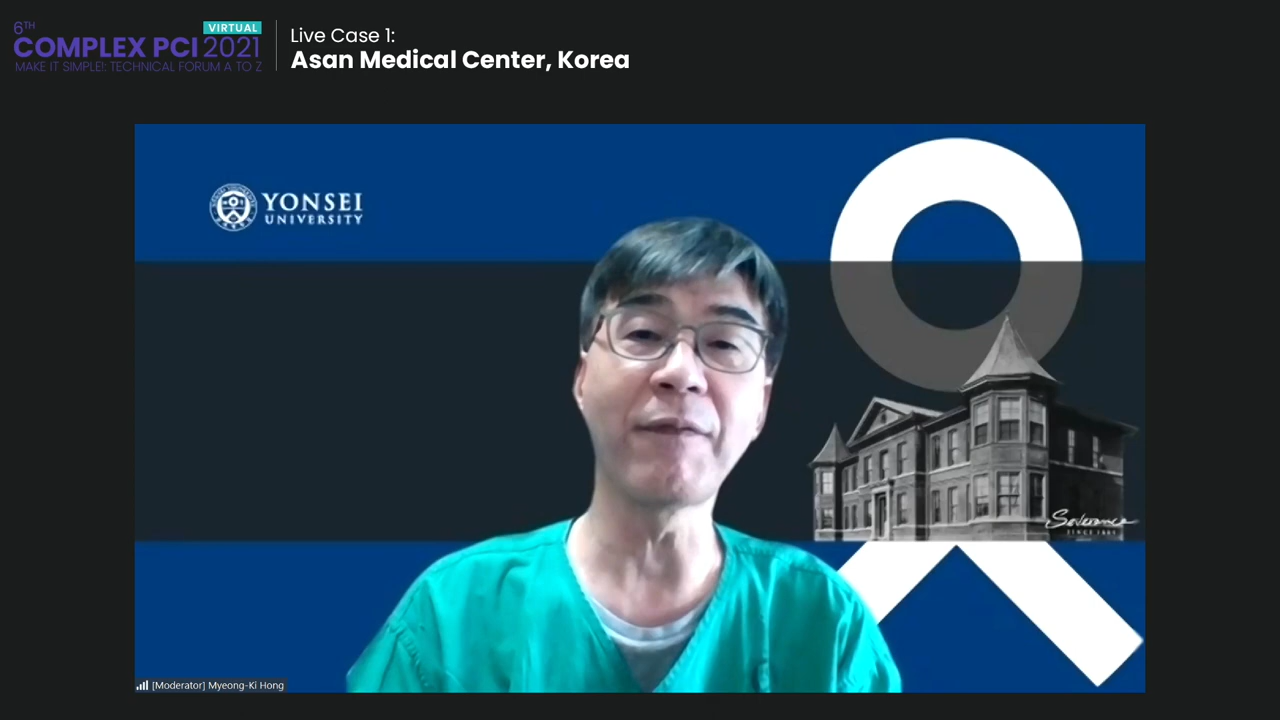 6TH
VIRTUAL
COMPLEX PCI 2021
MAKE IT SIMPLE!: TECHNICAL FORUM A TO Z
Live Case 1:
Asan Medical Center, Korea
YONSEI
UNIVERSITY
Severance
[Moderator] Myeong-Ki Hong